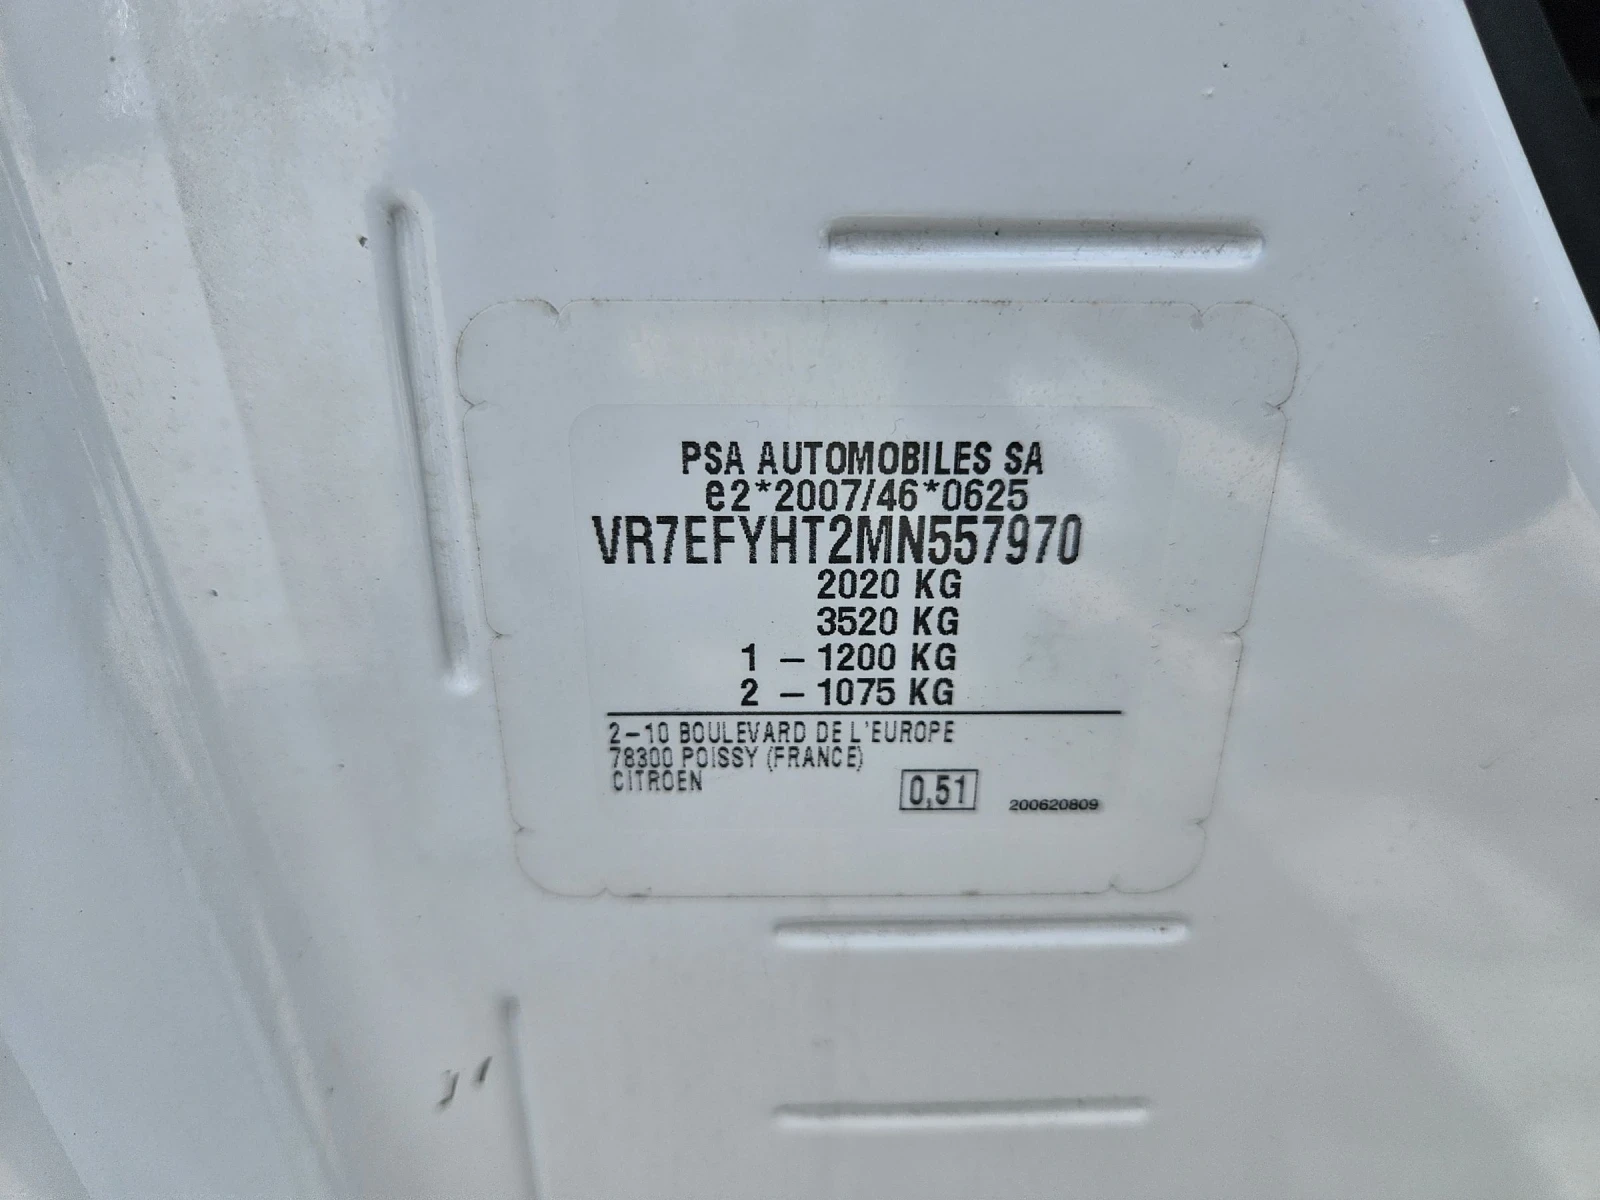 PSA AUTOMOBILES SA
e2*2007/46*0625
VR7EFYHT2MN557970
2020 KG
3520 KG
1 – 1200 KG
2 – 1075 KG
2-10 BOULEVARD DE L'EUROPE
78300 POISSY (FRANCE)
CITROEN
0,51
200620809